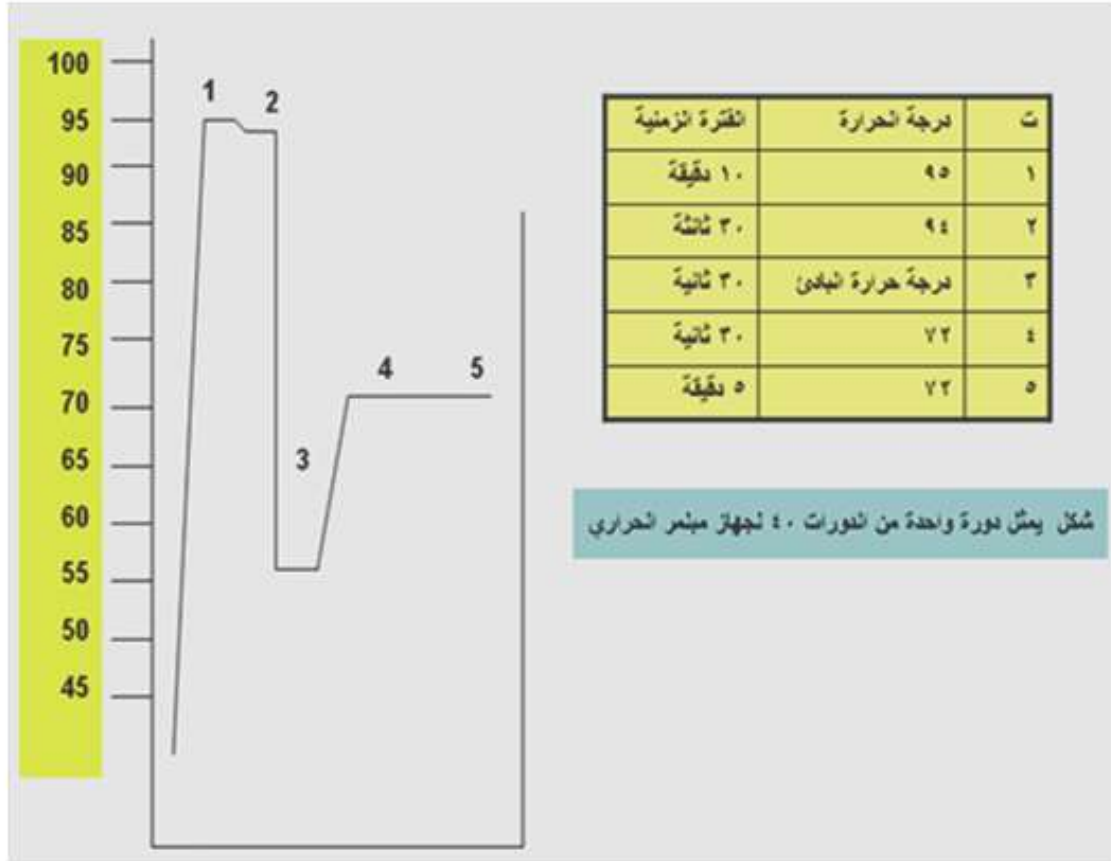 100
95
90
85
80
75
70
65
60
55
50
45
1
2
3
4
5
ت درجة الحرارة الفترة الزمنية
١ ٩٥ ١٠ دقيقة
٢ ٩٤ ٣٠ ثانثة
٣ درجة حرارة البادئ ٣٠ ثانية
٤ ٧٢ ٣٠ ثانية
٥ ٧٢ ٥ دقيقة
شكل يمثل دورة واحدة من الدورات ٤٠ لجهاز مبلمر الحراري